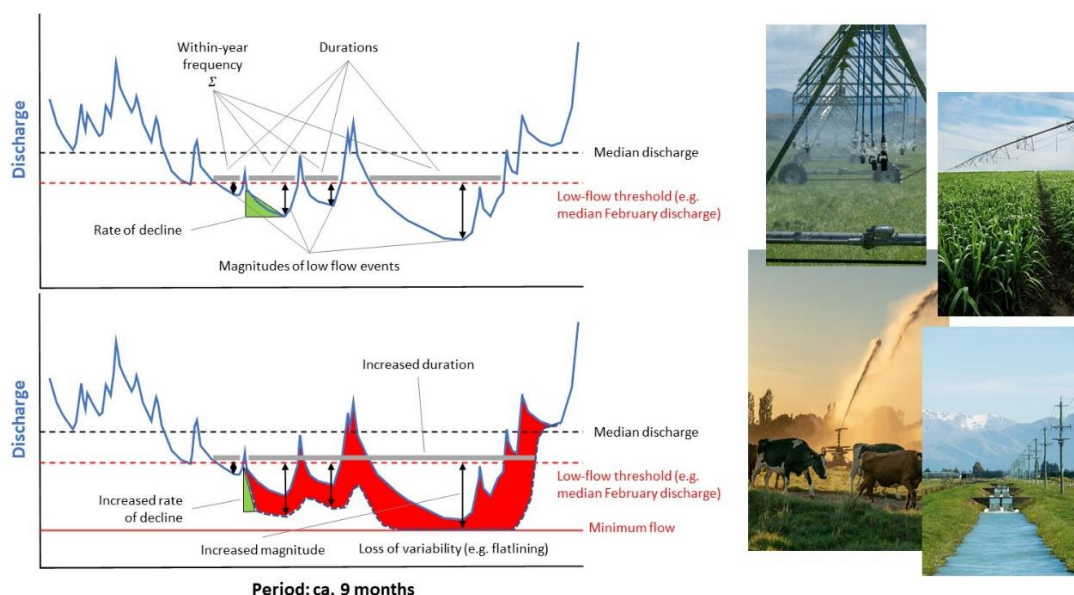 Within-year
frequency
Σ
Durations
Discharge
Median discharge
Low-flow threshold (e.g.
median February discharge)
Rate of decline
Magnitudes of low flow events
Increased duration
Discharge
Median discharge
Low-flow threshold (e.g.
median February discharge)
Increased rate
of decline
Minimum flow
Increased magnitude
Loss of variability (e.g. flatlining)
Period: ca. 9 months